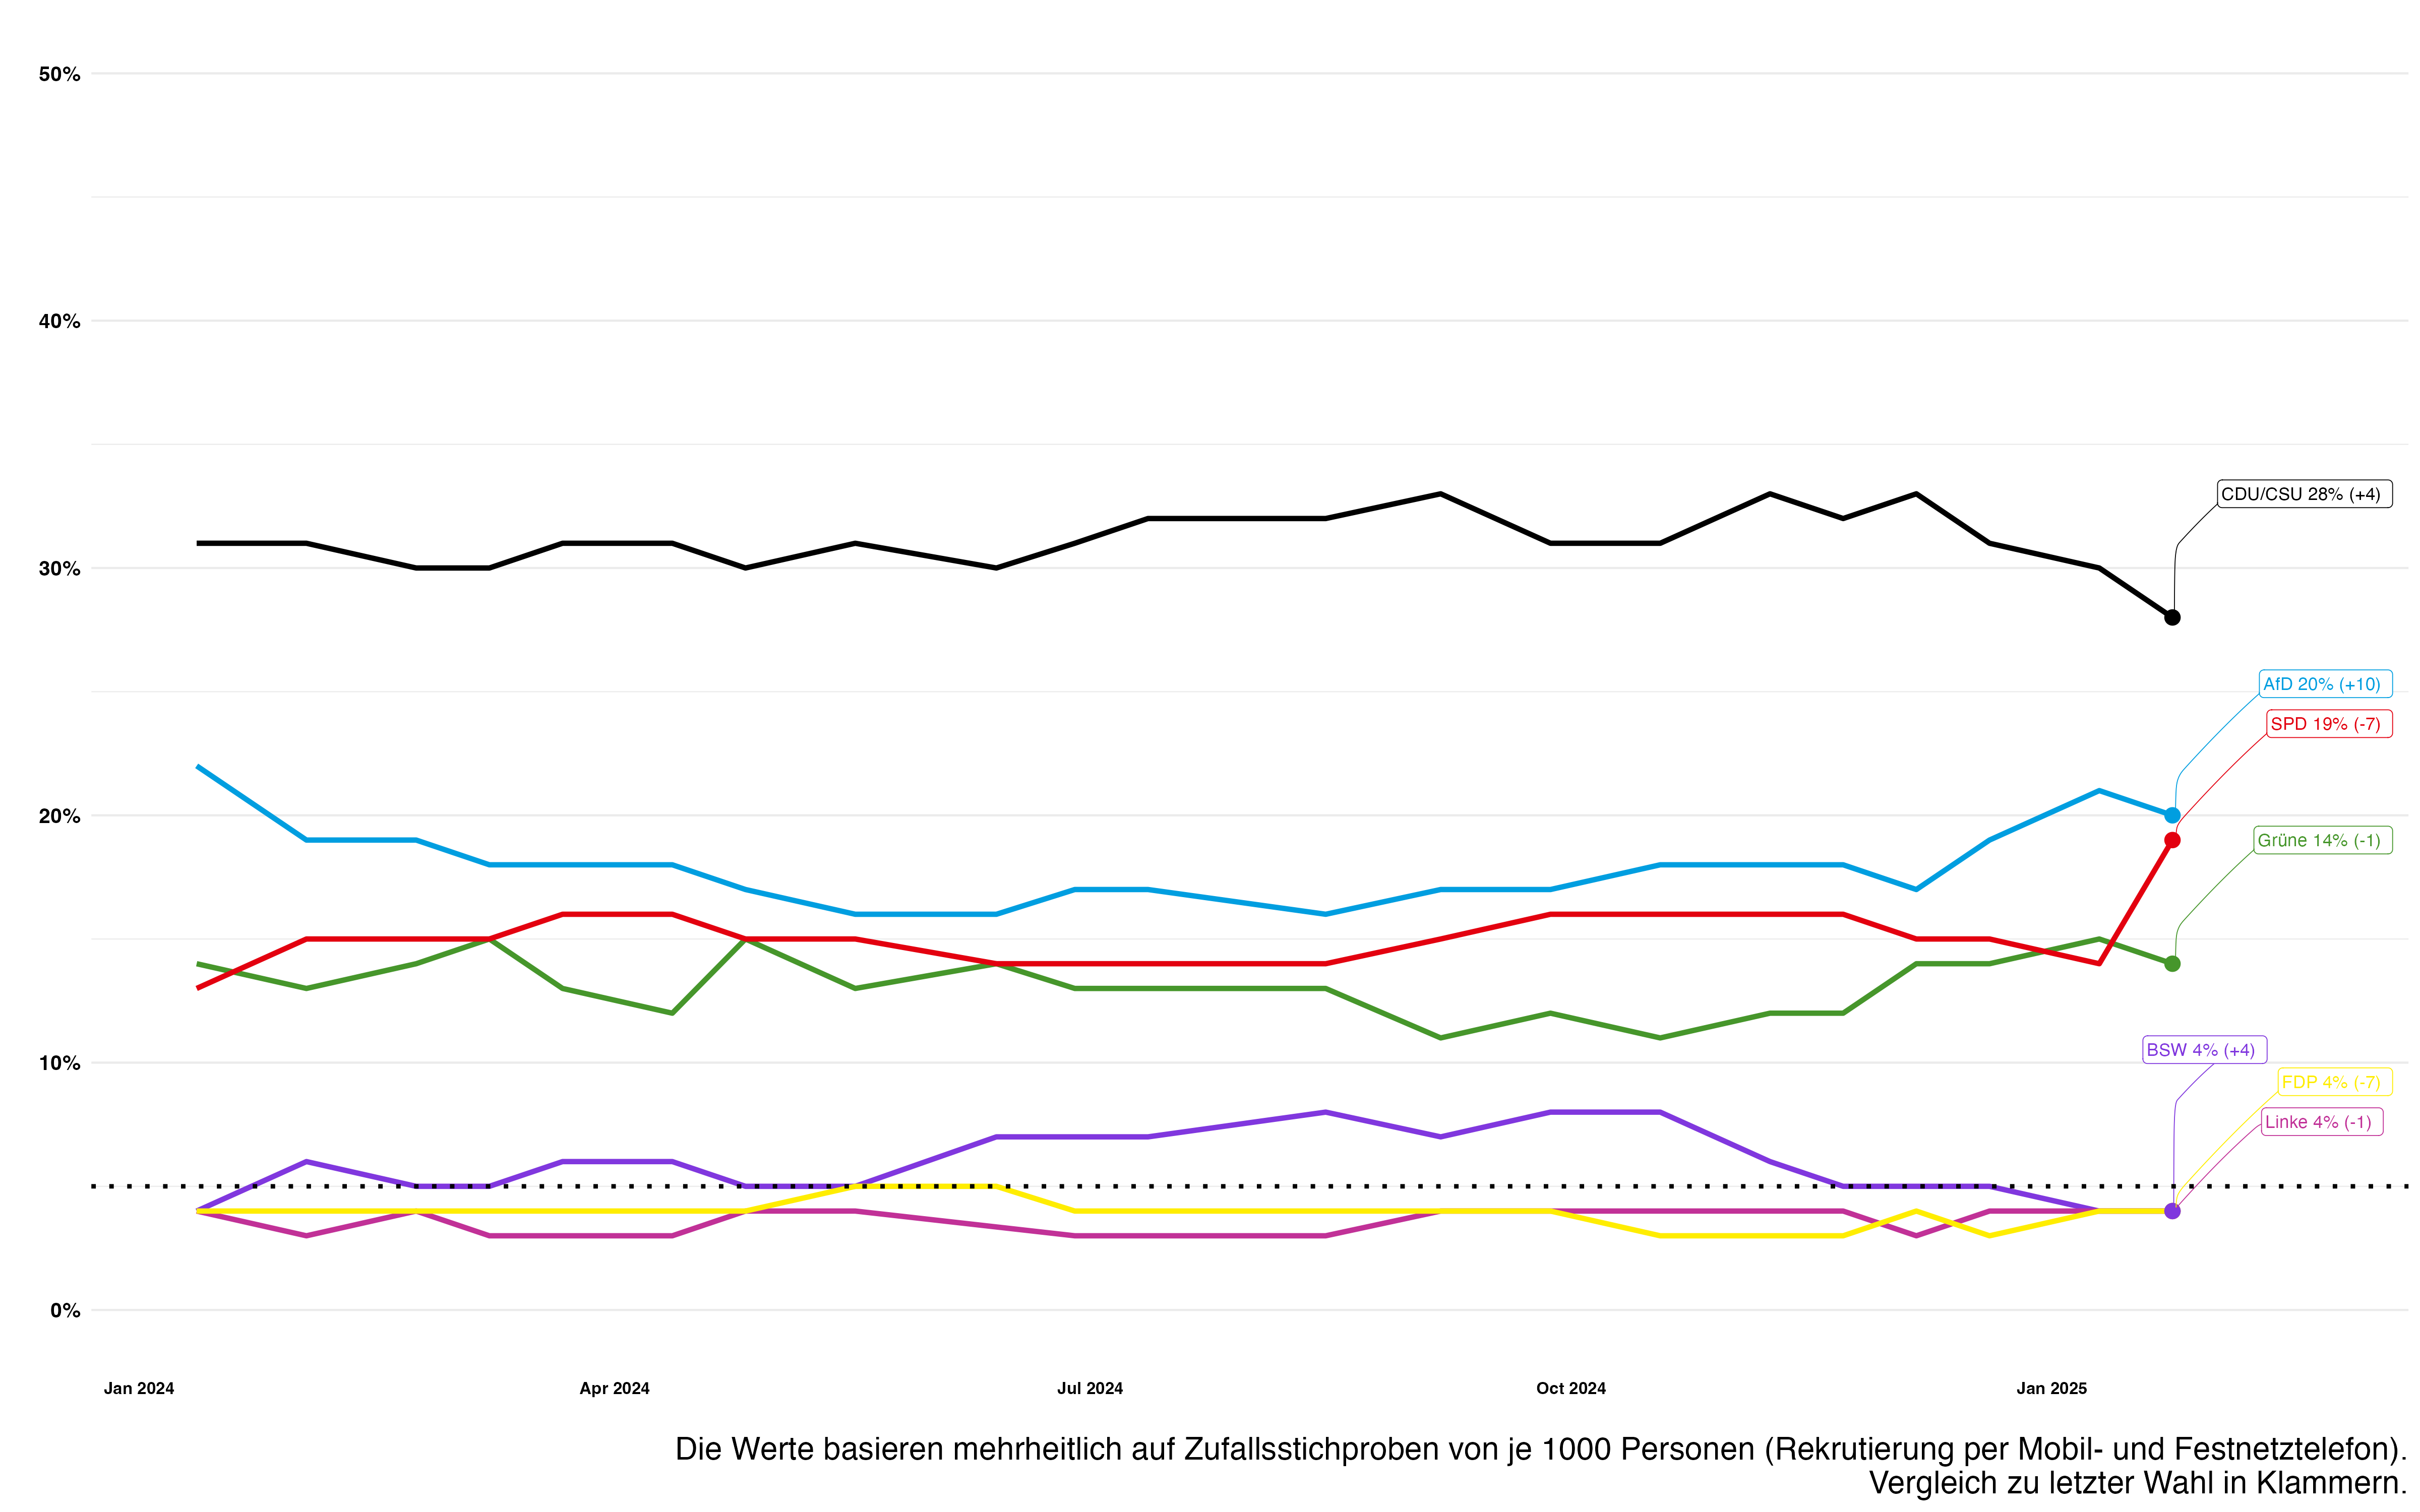 50%
40%
30%
20%
10%
0%
CDU/CSU 28% (+4)
AfD 20% (+10)
SPD 19% (-7)
Grüne 14% (-1)
BSW 4% (+4)
FDP 4% (-7)
Linke 4% (-1)
Jan 2024
Apr 2024
Jul 2024
Oct 2024
Jan 2025
Die Werte basieren mehrheitlich auf Zufallsstichproben von je 1000 Personen (Rekrutierung per Mobil- und Festnetztelefon).
Vergleich zu letzter Wahl in Klammern.